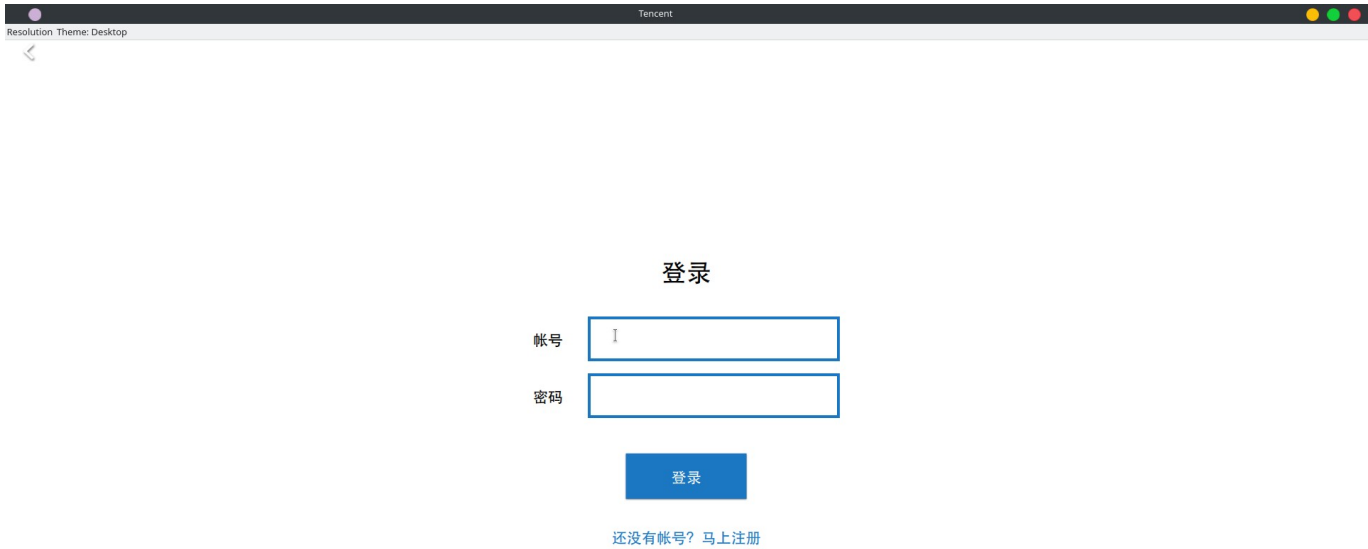 Tencent
Resolution Theme: Desktop
登录
帐号
密码
登录
还没有帐号? 马上注册